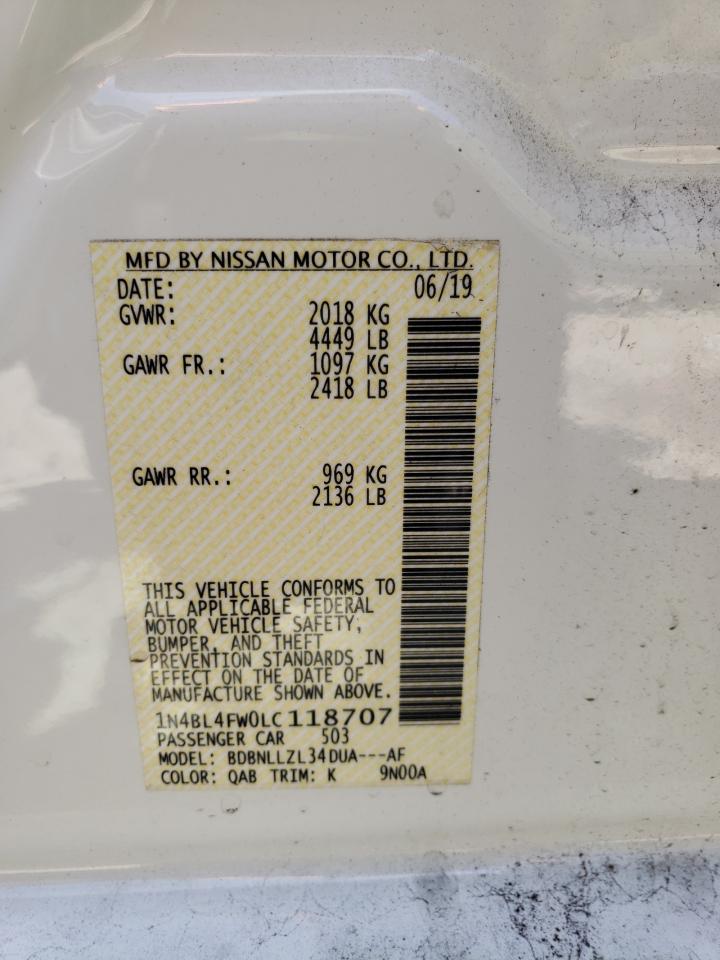 MFD BY NISSAN MOTOR CO., LTD.
DATE: 06/19
GVWR: 2018 KG
4449 LB
GAWR FR.: 1097 KG
2418 LB
GAWR RR.: 969 KG
2136 LB
THIS VEHICLE CONFORMS TO
ALL APPLICABLE FEDERAL
MOTOR VEHICLE SAFETY,
BUMPER, AND THEFT
PREVENTION STANDARDS IN
EFFECT ON THE DATE OF
MANUFACTURE SHOWN ABOVE.
1N4BL4FW0LC118707
PASSENGER CAR 503
MODEL: BDBNLLZL34DUA---AF
COLOR: QAB TRIM: K 9N00A